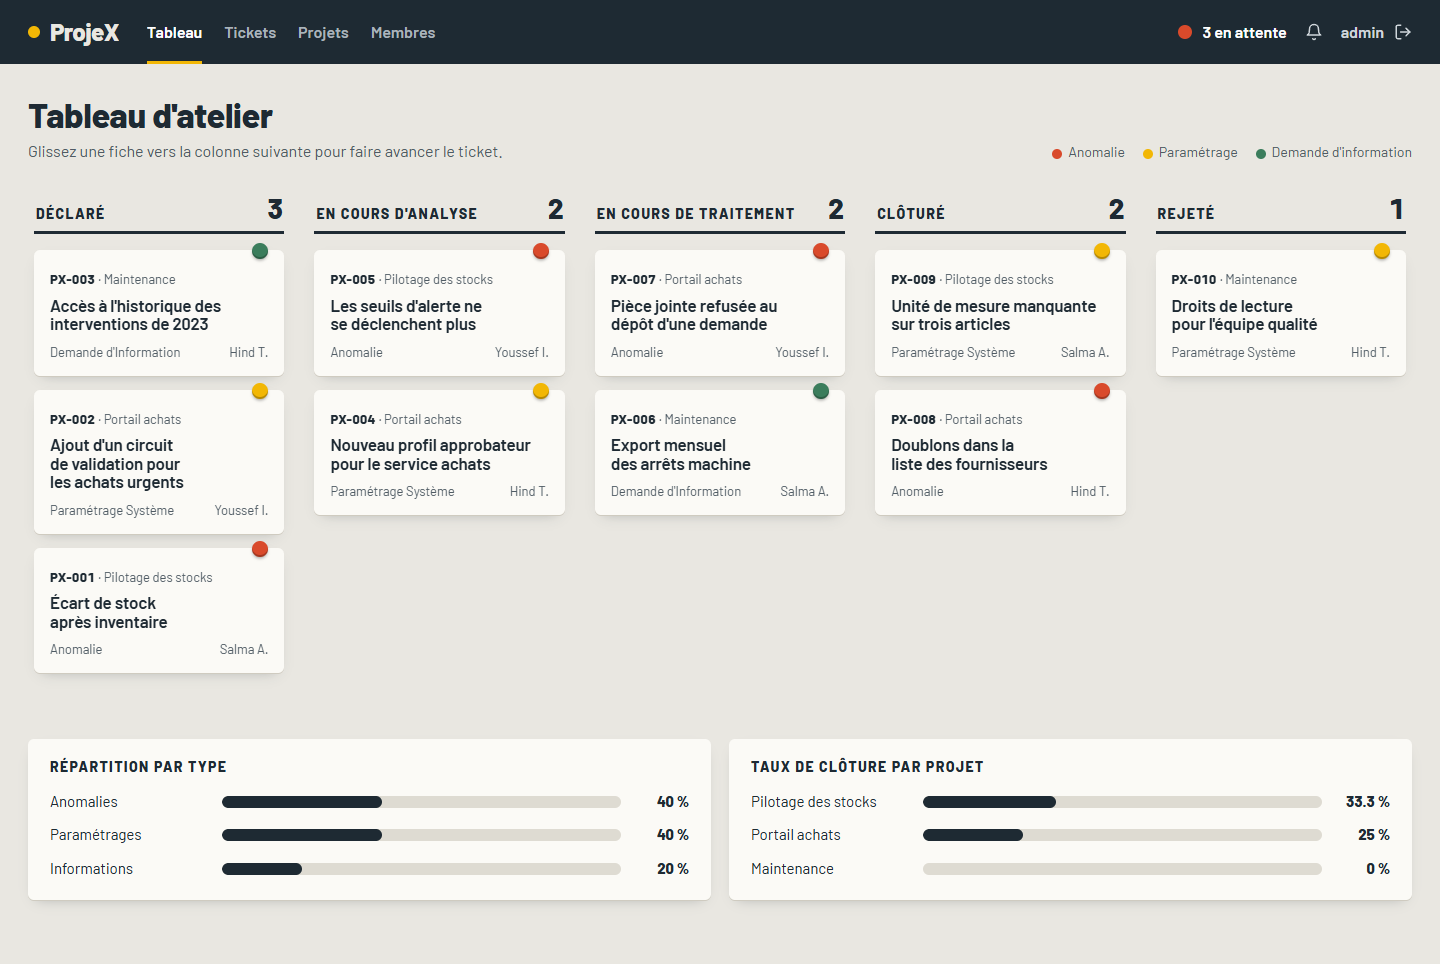 ProjeX
Tableau
Tickets
Projets
Membres
3 en attente
admin
Tableau d'atelier
Glissez une fiche vers la colonne suivante pour faire avancer le ticket.
Anomalie
Paramétrage
Demande d'information
DÉCLARÉ 3
PX-003 · Maintenance
Accès à l'historique des
interventions de 2023
Demande d'Information Hind T.
PX-002 · Portail achats
Ajout d'un circuit
de validation pour
les achats urgents
Paramétrage Système Youssef I.
PX-001 · Pilotage des stocks
Écart de stock
après inventaire
Anomalie Salma A.
EN COURS D'ANALYSE 2
PX-005 · Pilotage des stocks
Les seuils d'alerte ne
se déclenchent plus
Anomalie Youssef I.
PX-004 · Portail achats
Nouveau profil approbateur
pour le service achats
Paramétrage Système Hind T.
EN COURS DE TRAITEMENT 2
PX-007 · Portail achats
Pièce jointe refusée au
dépôt d'une demande
Anomalie Youssef I.
PX-006 · Maintenance
Export mensuel
des arrêts machine
Demande d'Information Salma A.
CLÔTURÉ 2
PX-009 · Pilotage des stocks
Unité de mesure manquante
sur trois articles
Paramétrage Système Salma A.
PX-008 · Portail achats
Doublons dans la
liste des fournisseurs
Anomalie Hind T.
REJETÉ 1
PX-010 · Maintenance
Droits de lecture
pour l'équipe qualité
Paramétrage Système Hind T.
RÉPARTITION PAR TYPE
Anomalies 40 %
Paramétrages 40 %
Informations 20 %
TAUX DE CLÔTURE PAR PROJET
Pilotage des stocks 33.3 %
Portail achats 25 %
Maintenance 0 %